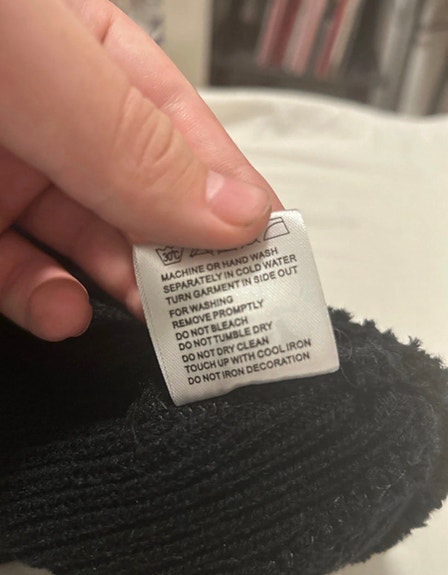 30°C
MACHINE OR HAND WASH
SEPARATELY IN COLD WATER
TURN GARMENT IN SIDE OUT
FOR WASHING
REMOVE PROMPTLY
DO NOT BLEACH
DO NOT TUMBLE DRY
DO NOT DRY CLEAN
TOUCH UP WITH COOL IRON
DO NOT IRON DECORATION